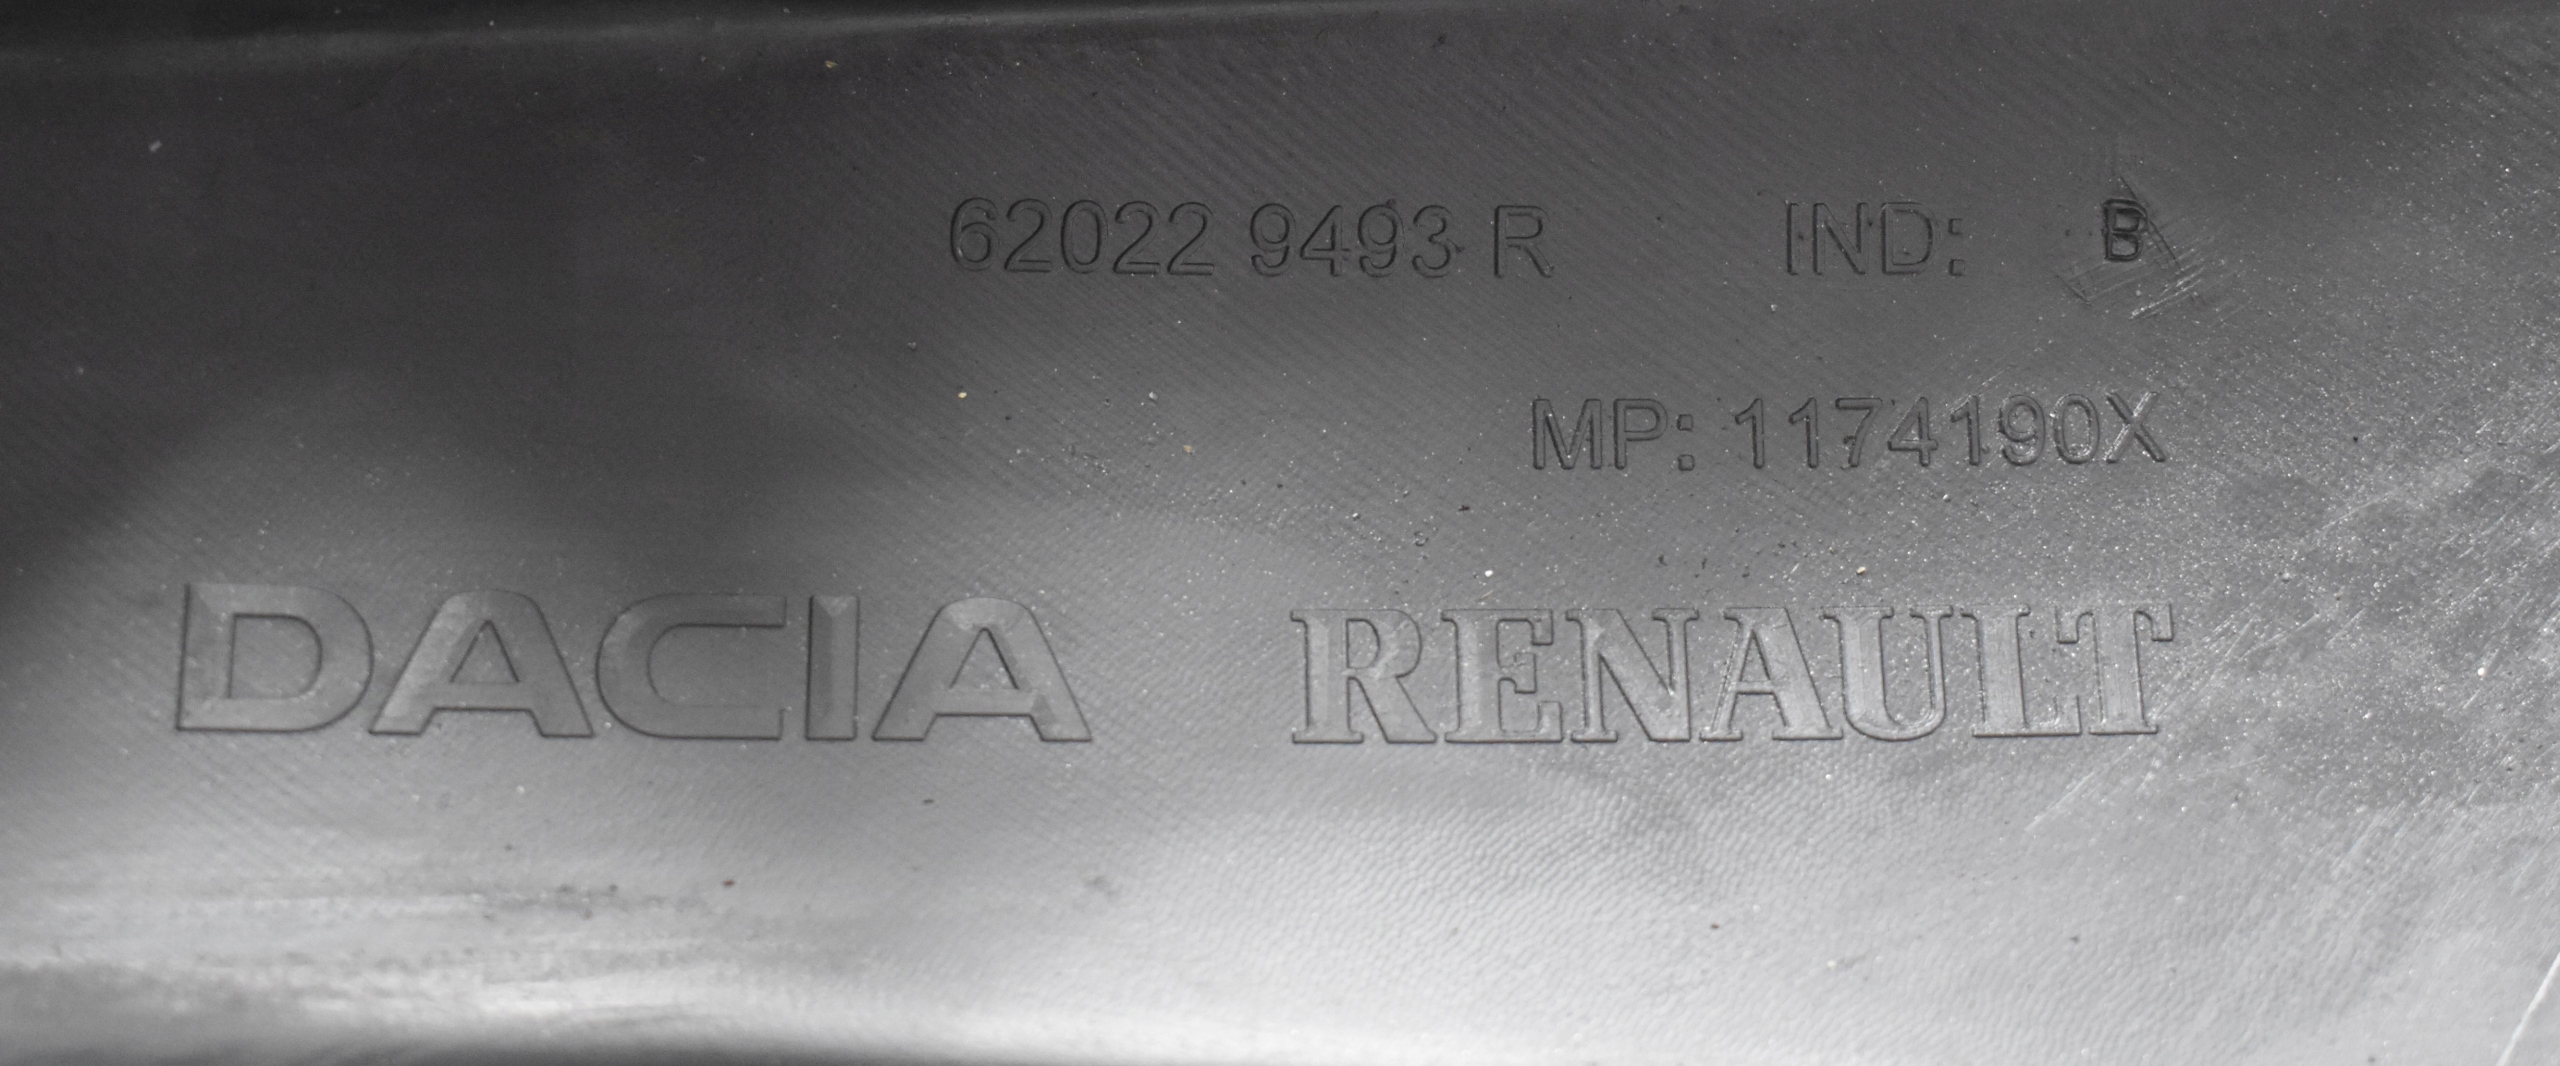 62022 9493 R IND: B
MP: 1174190X
DACIA RENAULT